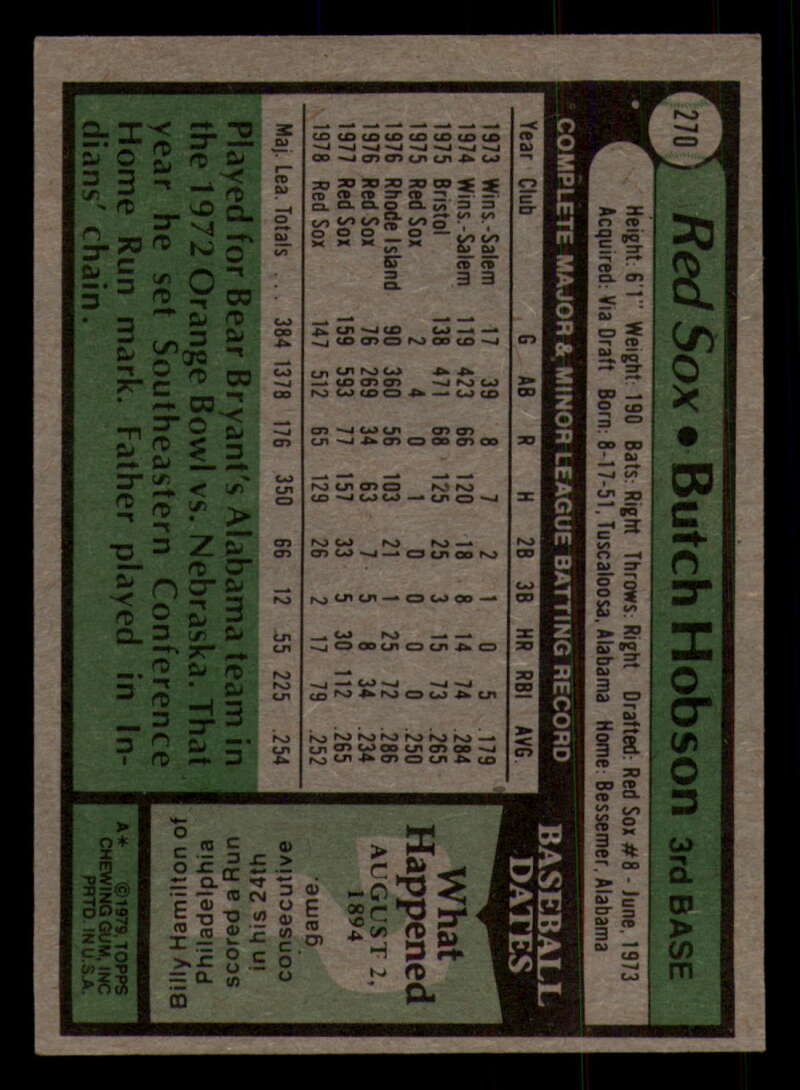 270
Red Sox • Butch Hobson 3rd BASE
Height: 6'1" Weight: 190 Bats: Right Throws: Right Drafted: Red Sox #8 - June, 1973
Acquired: Via Draft Born: 8-17-51, Tuscaloosa, Alabama Home: Bessemer, Alabama
COMPLETE MAJOR & MINOR LEAGUE BATTING RECORD
Year Club G AB R H 2B 3B HR RBI AVG.
1973 Wins.-Salem 17 39 8 7 2 1 0 5 .179
1974 Wins.-Salem 119 423 66 120 18 8 14 74 .284
1975 Bristol 138 471 68 125 25 3 15 73 .265
1975 Red Sox 2 4 0 1 0 0 0 0 .250
1976 Rhode Island 90 360 56 103 21 1 25 72 .286
1976 Red Sox 76 269 34 63 7 5 8 34 .234
1977 Red Sox 159 593 77 157 33 5 30 112 .265
1978 Red Sox 147 512 65 129 26 2 17 79 .252
Maj. Lea. Totals ... 384 1378 176 350 66 12 55 225 .254
Played for Bear Bryant's Alabama team in
the 1972 Orange Bowl vs. Nebraska. That
year he set Southeastern Conference
Home Run mark. Father played in In-
dians' chain.
BASEBALL
DATES
What
Happened
AUGUST 2,
1894
Billy Hamilton of
Philadelphia
scored a Run
in his 24th
consecutive
game.
A* ©1979, TOPPS
CHEWING GUM, INC
PRTD. IN U.S.A.